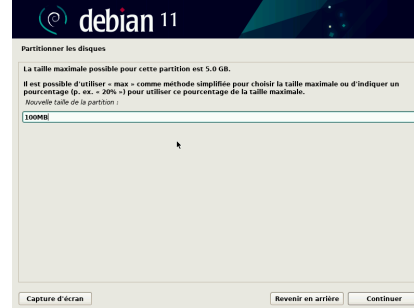 debian 11
Partitionner les disques
La taille maximale possible pour cette partition est 5.0 GB.
Il est possible d'utiliser « max » comme méthode simplifiée pour choisir la taille maximale ou d'indiquer un
pourcentage (p. ex. « 20% ») pour utiliser ce pourcentage de la taille maximale.
Nouvelle taille de la partition :
100MB
Capture d'écran
Revenir en arrière
Continuer